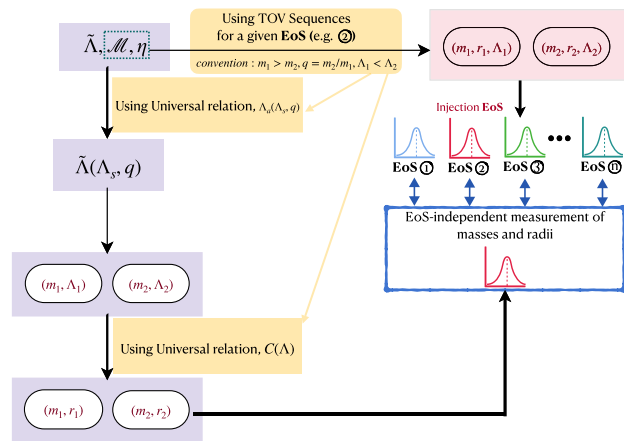 Λ̃, ℳ, η
Using TOV Sequences
for a given EoS (e.g. ②)
convention : m₁ > m₂, q = m₂/m₁, Λ₁ < Λ₂
(m₁, r₁, Λ₁)
(m₂, r₂, Λ₂)
Using Universal relation, Λₐ(Λₛ, q)
Injection EoS
EoS ①
EoS ②
EoS ③
•••
EoS ⓝ
Λ̃(Λₛ, q)
EoS-independent measurement of
masses and radii
(m₁, Λ₁)
(m₂, Λ₂)
Using Universal relation, C(Λ)
(m₁, r₁)
(m₂, r₂)